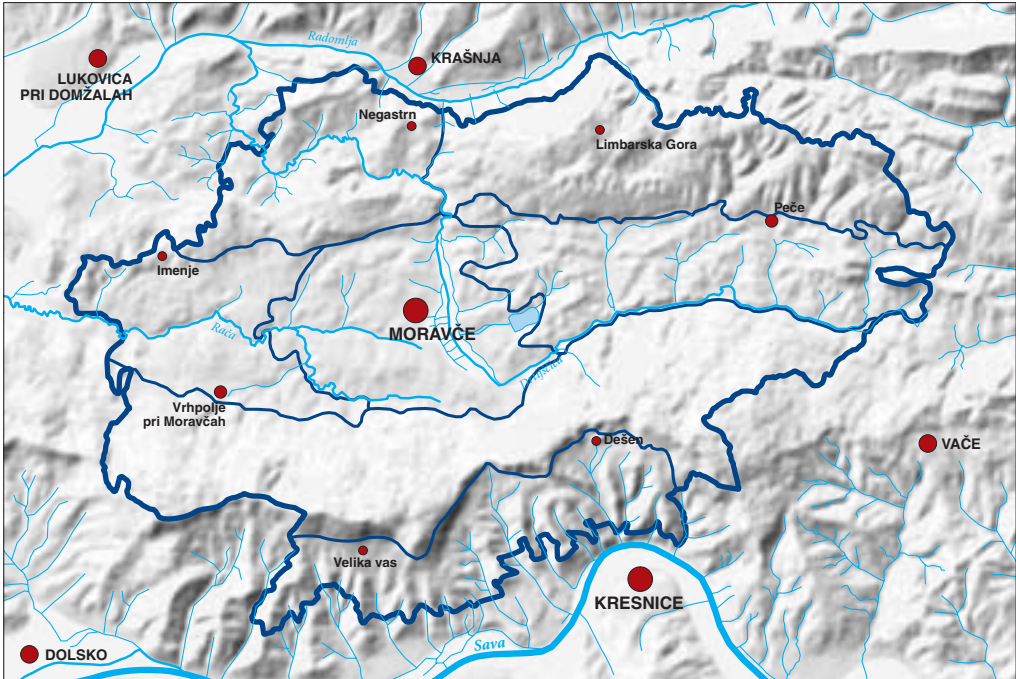 Radomlja
KRAŠNJA
LUKOVICA
PRI DOMŽALAH
Negastrn
Limbarska Gora
Peče
Imenje
MORAVČE
Rača
Drtijščica
Vrhpolje
pri Moravčah
Dešen
VAČE
Velika vas
KRESNICE
Sava
DOLSKO